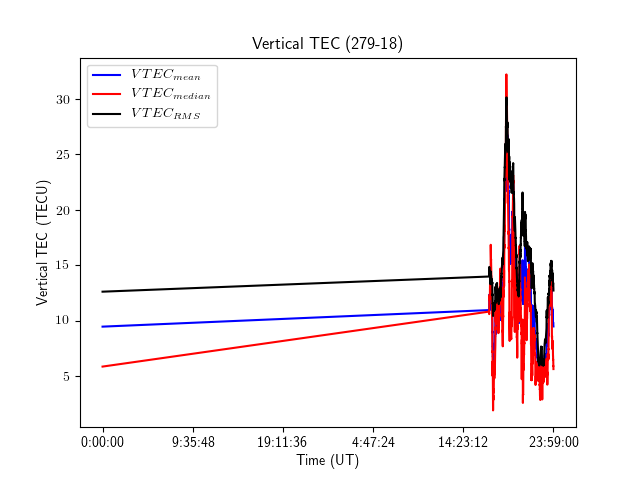 Vertical TEC (279-18)
VTEC_mean
VTEC_median
VTEC_RMS
30
25
20
15
10
5
Vertical TEC (TECU)
0:00:00 9:35:48 19:11:36 4:47:24 14:23:12 23:59:00
Time (UT)